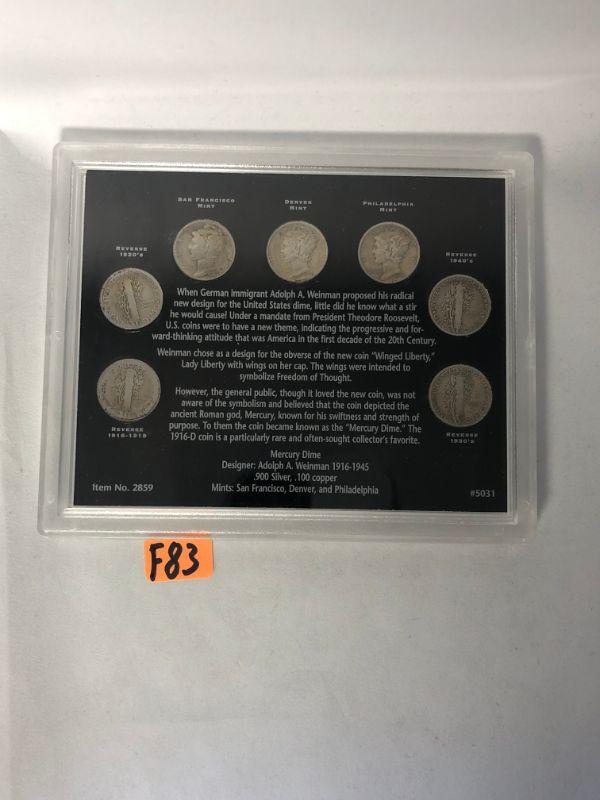 SAN FRANCISCO
MINT
DENVER
MINT
PHILADELPHIA
MINT
REVERSE
1920's
REVERSE
1940's
When German immigrant Adolph A. Weinman proposed his radical
new design for the United States dime, little did he know what a stir
he would cause! Under a mandate from President Theodore Roosevelt,
U.S. coins were to have a new theme, indicating the progressive and for-
ward-thinking attitude that was America in the first decade of the 20th Century.
Weinman chose as a design for the obverse of the new coin "Winged Liberty,"
Lady Liberty with wings on her cap. The wings were intended to
symbolize Freedom of Thought.
However, the general public, though it loved the new coin, was not
aware of the symbolism and believed that the coin depicted the
ancient Roman god, Mercury, known for his swiftness and strength of
purpose. To them the coin became known as the "Mercury Dime." The
1916-D coin is a particularly rare and often-sought collector's favorite.
REVERSE
1916-1919
REVERSE
1930's
Mercury Dime
Designer: Adolph A. Weinman 1916-1945
.900 Silver, .100 copper
Mints: San Francisco, Denver, and Philadelphia
Item No. 2859
#5031
F83